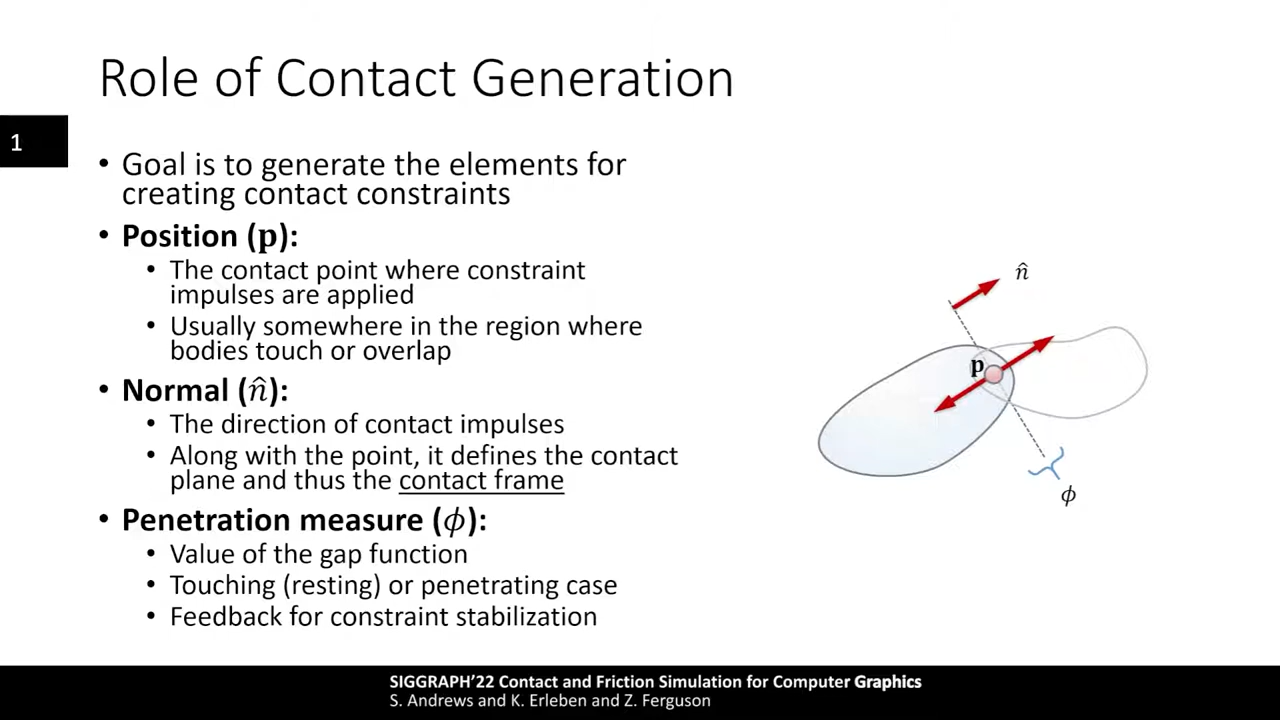 Role of Contact Generation
1
• Goal is to generate the elements for
creating contact constraints
• Position (p):
• The contact point where constraint
impulses are applied
• Usually somewhere in the region where
bodies touch or overlap
• Normal (n̂):
• The direction of contact impulses
• Along with the point, it defines the contact
plane and thus the contact frame
• Penetration measure (ϕ):
• Value of the gap function
• Touching (resting) or penetrating case
• Feedback for constraint stabilization
n̂
p
ϕ
SIGGRAPH'22 Contact and Friction Simulation for Computer Graphics
S. Andrews and K. Erleben and Z. Ferguson